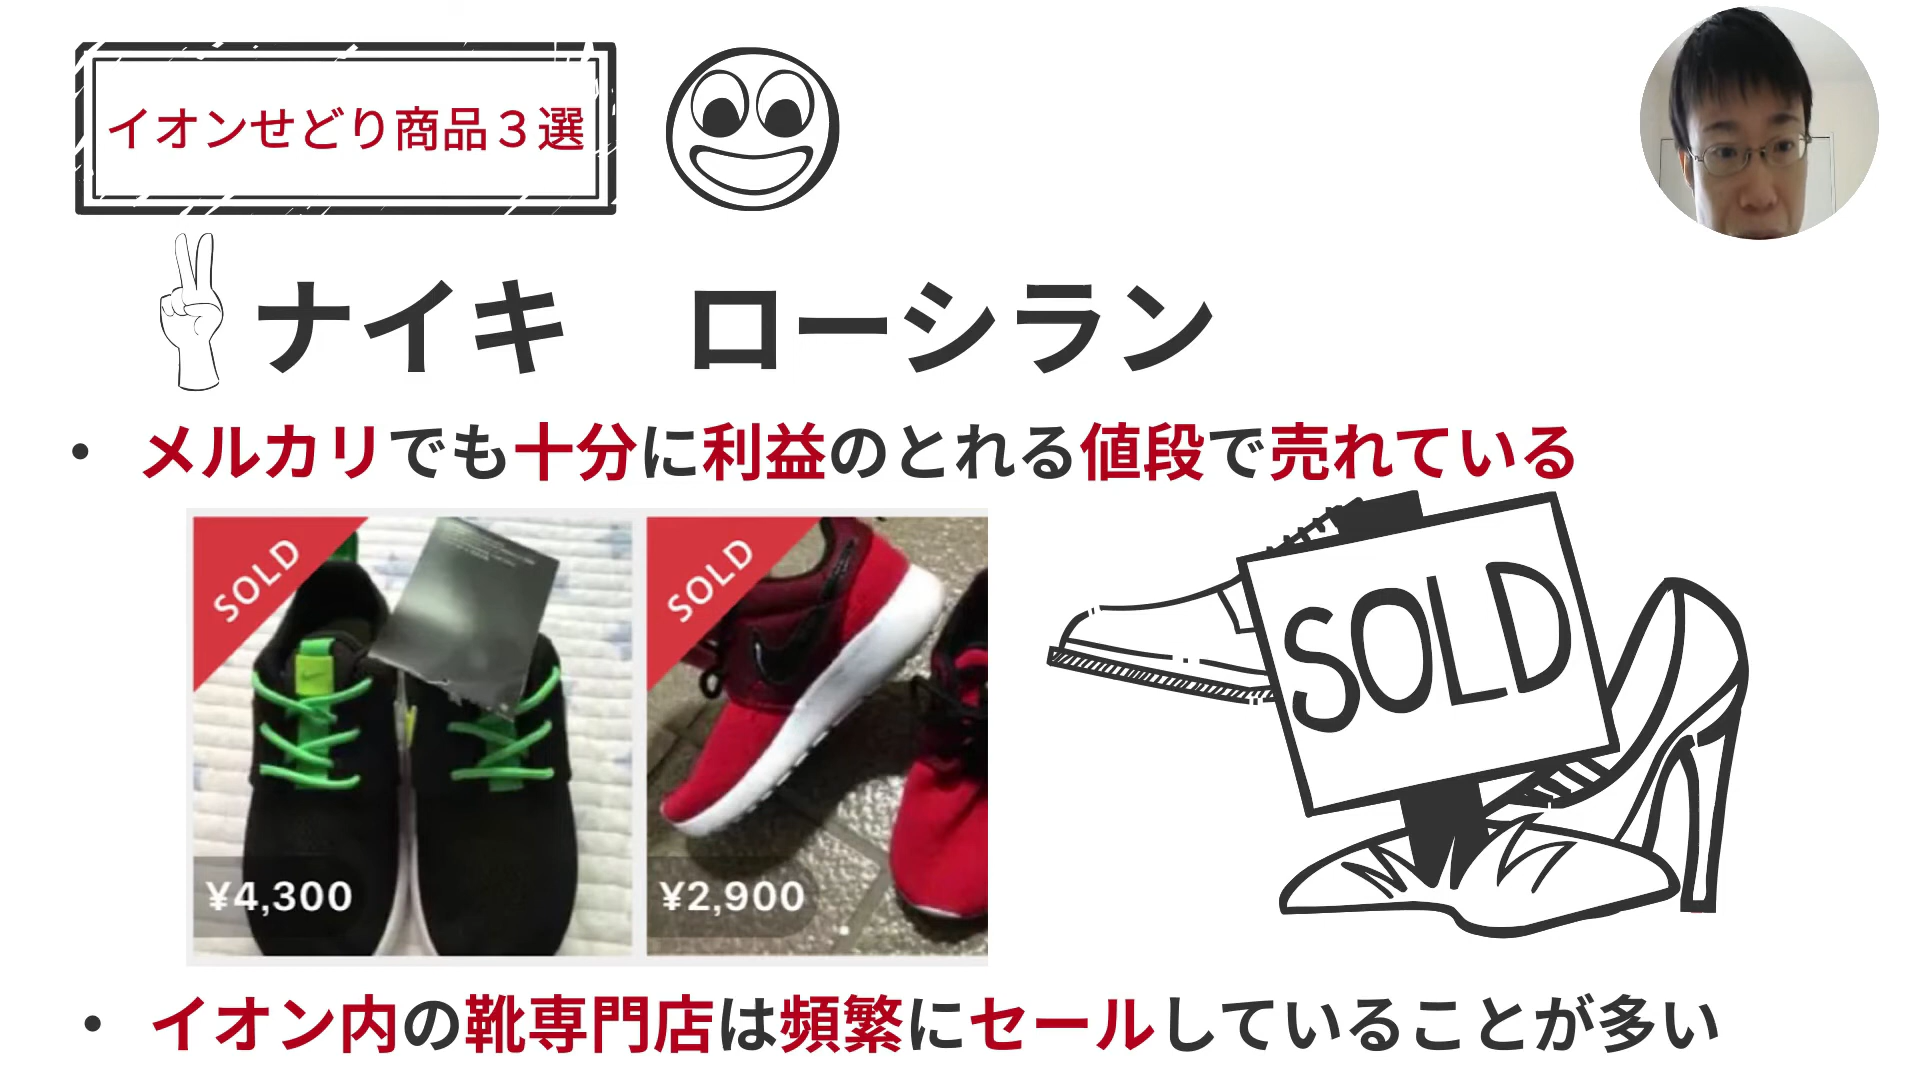 イオンせどり商品３選
ナイキ　ローシラン
・メルカリでも十分に利益のとれる値段で売れている
SOLD
SOLD
SOLD
¥4,300
¥2,900
・イオン内の靴専門店は頻繁にセールしていることが多い